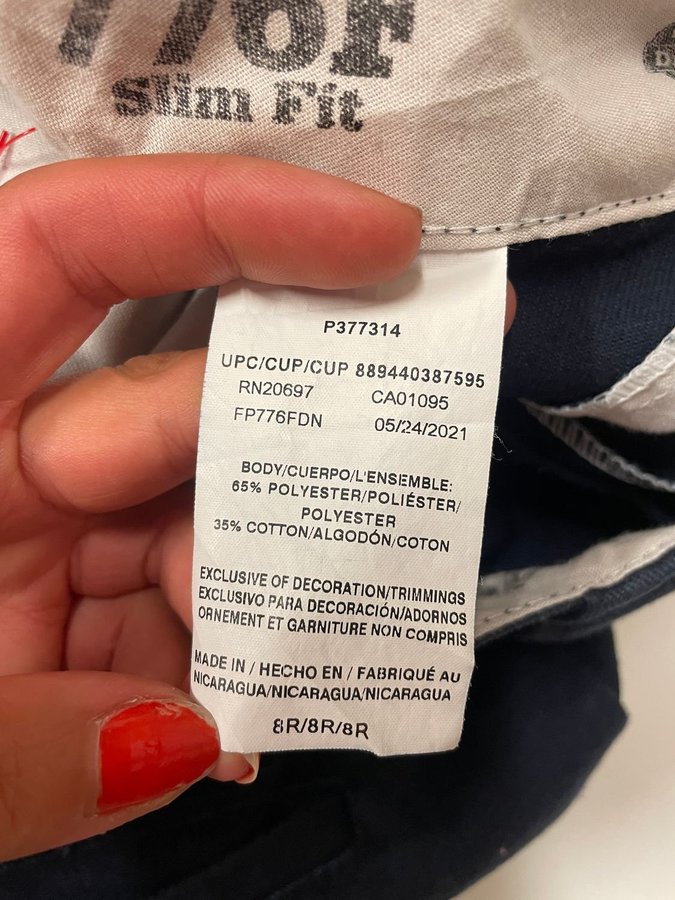 776F
Slim Fit
P377314
UPC/CUP/CUP 889440387595
RN20697 CA01095
FP776FDN 05/24/2021
BODY/CUERPO/L'ENSEMBLE:
65% POLYESTER/POLIÉSTER/
POLYESTER
35% COTTON/ALGODÓN/COTON
EXCLUSIVE OF DECORATION/TRIMMINGS
EXCLUSIVO PARA DECORACIÓN/ADORNOS
ORNEMENT ET GARNITURE NON COMPRIS
MADE IN / HECHO EN / FABRIQUÉ AU
NICARAGUA/NICARAGUA/NICARAGUA
8R/8R/8R